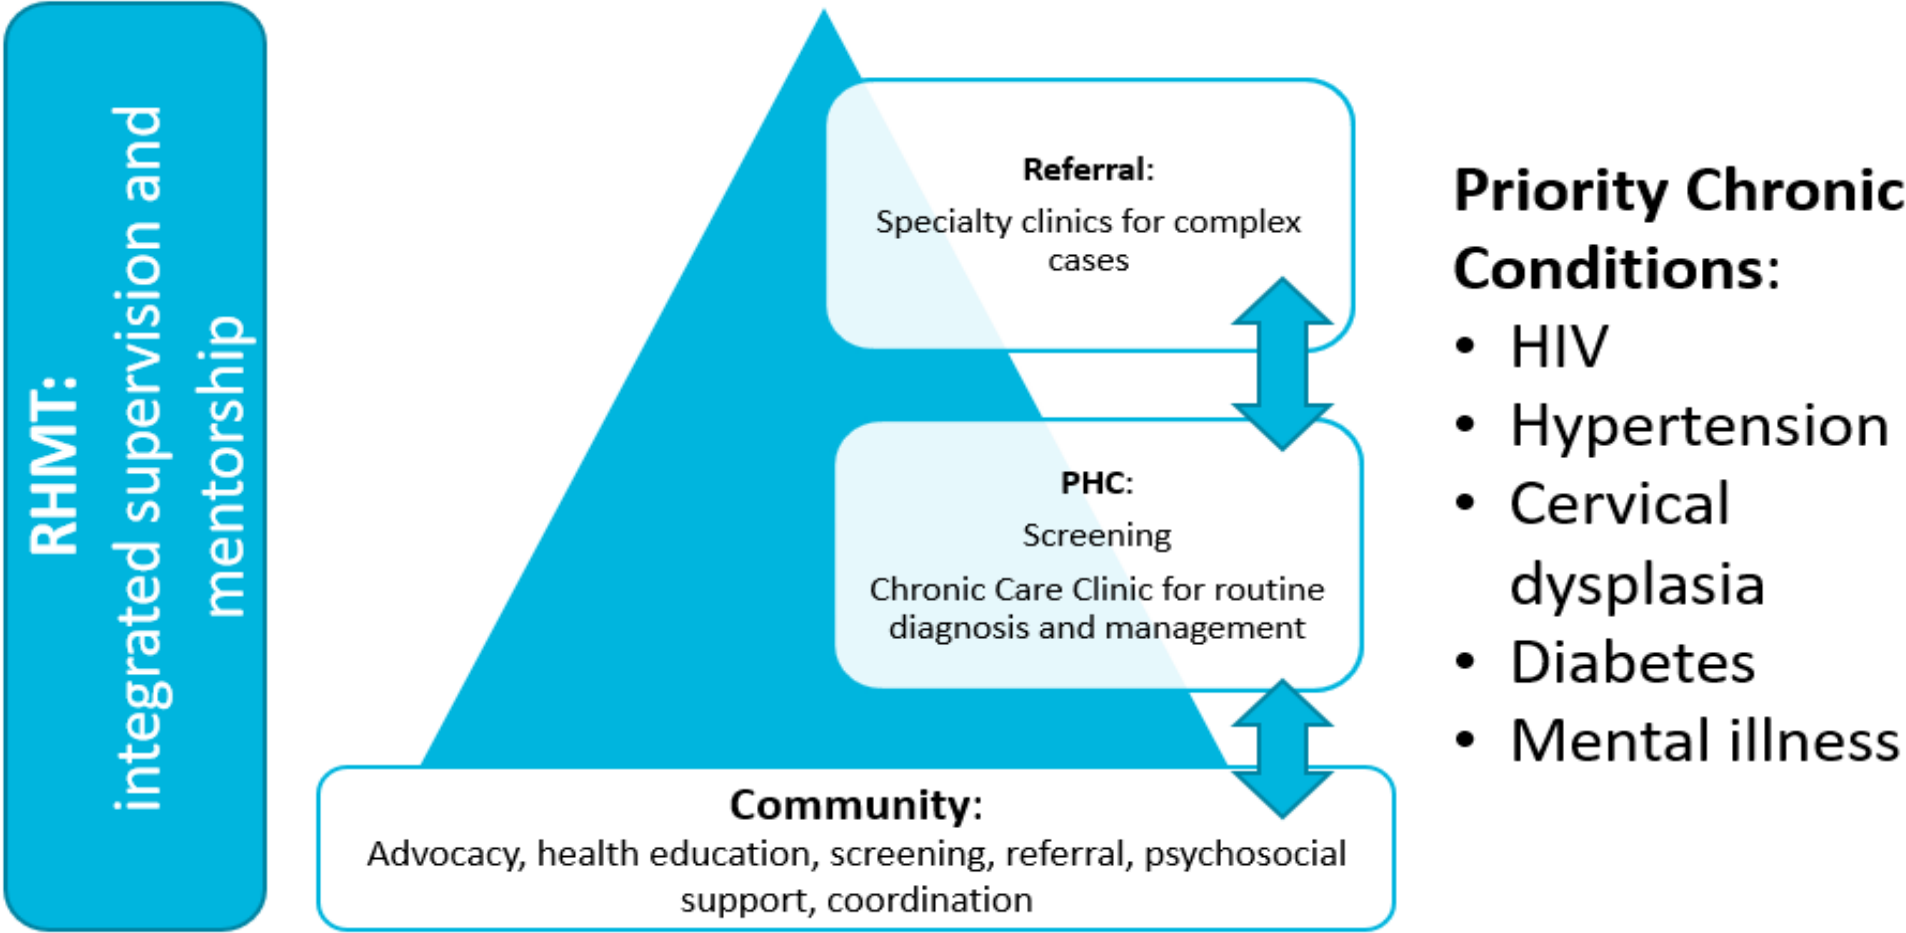 RHMT:
integrated supervision and
mentorship
Referral:
Specialty clinics for complex
cases
PHC:
Screening
Chronic Care Clinic for routine
diagnosis and management
Community:
Advocacy, health education, screening, referral, psychosocial
support, coordination
Priority Chronic
Conditions:
• HIV
• Hypertension
• Cervical
dysplasia
• Diabetes
• Mental illness